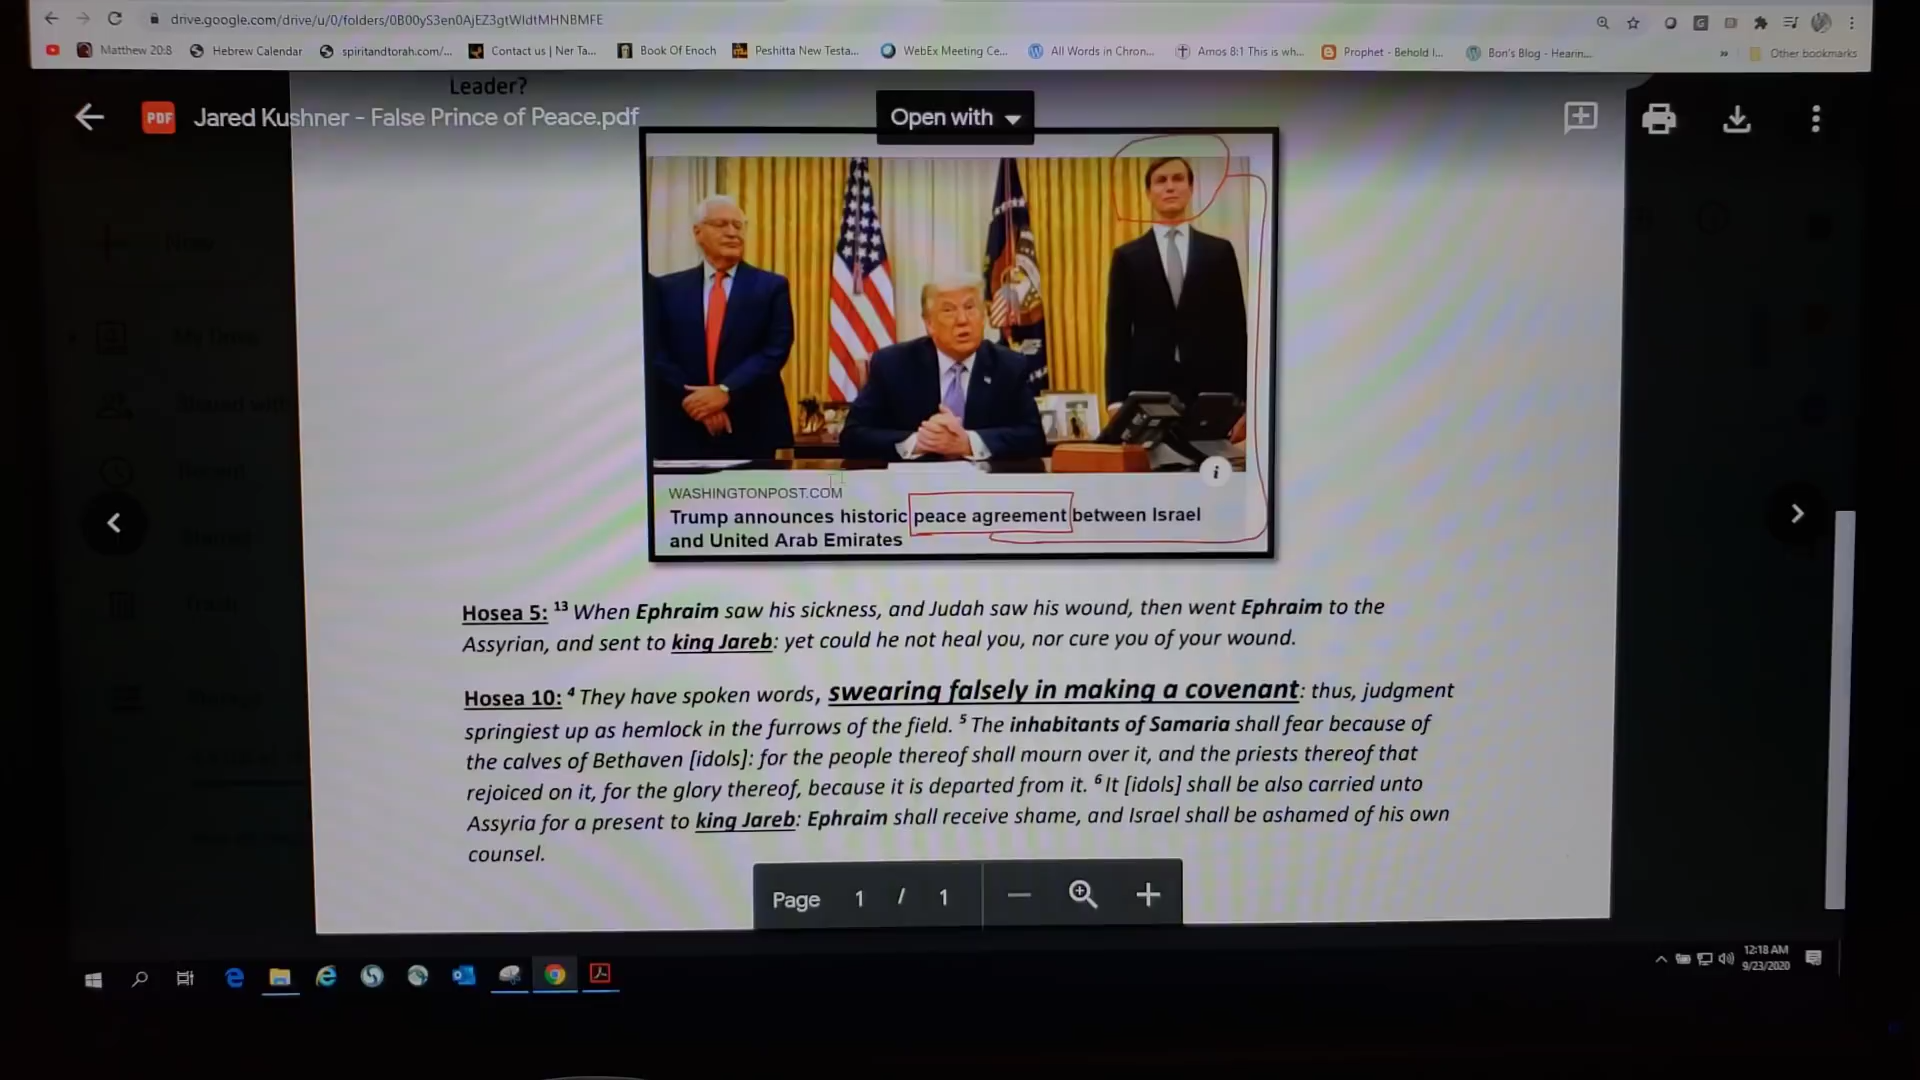 drive.google.com/drive/u/0/folders/0B00yS3en0AjEZ3gtWldtMHNBMFE
Matthew 20:8 Hebrew Calendar spiritandtorah.com/... Contact us | Ner Ta... Book Of Enoch Peshitta New Testa... WebEx Meeting Ce... All Words in Chron... Amos 8:1 This is wh... Prophet - Behold I... Bon's Blog - Hearin... » Other bookmarks
Leader?
PDF Jared Kushner - False Prince of Peace.pdf Open with
New
My Drive
Shared with
Recent
Trash
WASHINGTONPOST.COM
Trump announces historic peace agreement between Israel
and United Arab Emirates
Hosea 5: 13 When Ephraim saw his sickness, and Judah saw his wound, then went Ephraim to the
Assyrian, and sent to king Jareb: yet could he not heal you, nor cure you of your wound.
Hosea 10: 4 They have spoken words, swearing falsely in making a covenant: thus, judgment
springiest up as hemlock in the furrows of the field. 5 The inhabitants of Samaria shall fear because of
the calves of Bethaven [idols]: for the people thereof shall mourn over it, and the priests thereof that
rejoiced on it, for the glory thereof, because it is departed from it. 6 It [idols] shall be also carried unto
Assyria for a present to king Jareb: Ephraim shall receive shame, and Israel shall be ashamed of his own
counsel.
Page 1 / 1
12:18 AM
9/23/2020